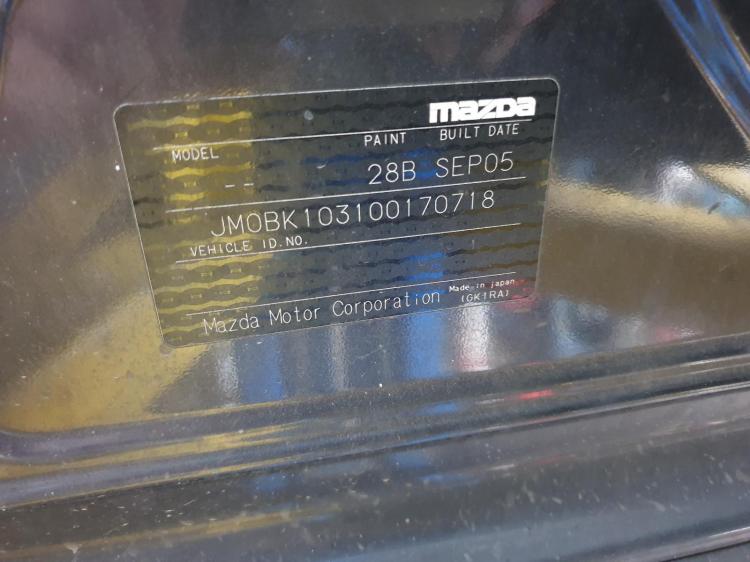 mazda
MODEL PAINT BUILT DATE
-- 28B SEP05
JM0BK103100170718
VEHICLE ID.NO.
Mazda Motor Corporation Made in japan
(GK1RA)